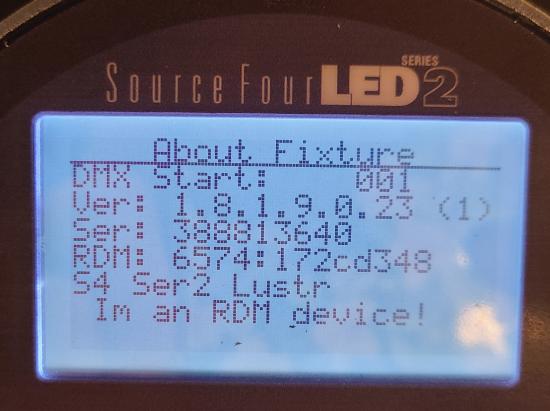 Source Four LED SERIES 2
About Fixture
DMX Start: 001
Ver: 1.8.1.9.0.23 (1)
Ser: 388813640
RDM: 6574:172cd348
S4 Ser2 Lustr
Im an RDM device!